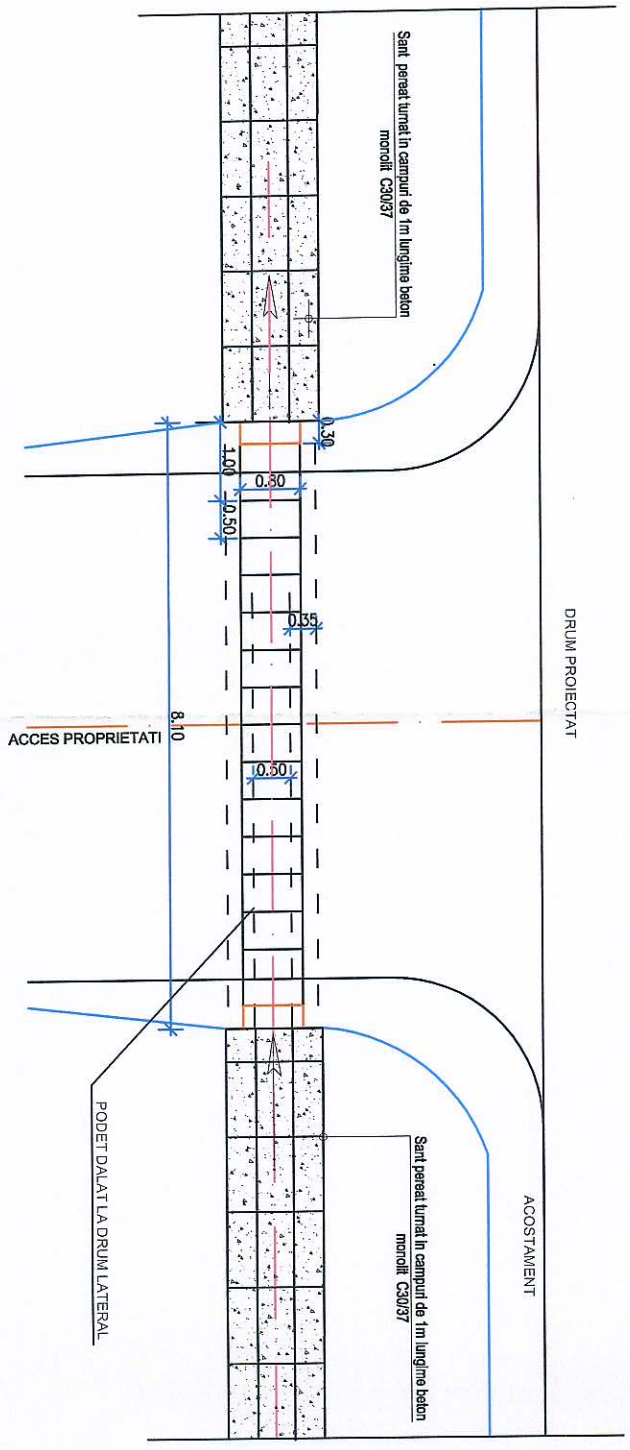 Sant pereat turnat in campuri de 1m lungime beton
monolit C30/37
DRUM PROIECTAT
ACOSTAMENT
0.30
1.00
0.80
0.50
0.35
8.10
ACCES PROPRIETATI
0.50
PODET DALAT LA DRUM LATERAL
Sant pereat turnat in campuri de 1m lungime beton
monolit C30/37